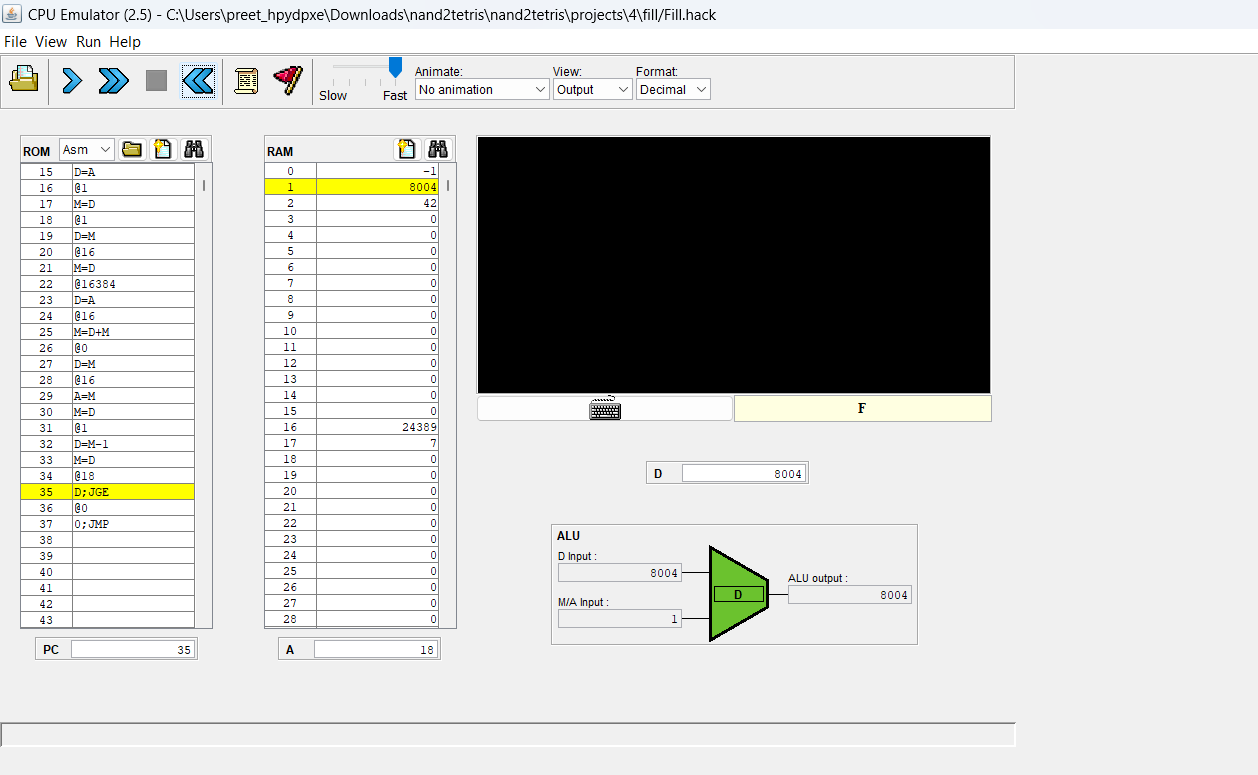 CPU Emulator (2.5) - C:\Users\preet_hpydpxe\Downloads\nand2tetris\nand2tetris\projects\4\fill/Fill.hack
File View Run Help
Slow Fast
Animate:
No animation
View:
Output
Format:
Decimal
ROM Asm
15 D=A
16 @1
17 M=D
18 @1
19 D=M
20 @16
21 M=D
22 @16384
23 D=A
24 @16
25 M=D+M
26 @0
27 D=M
28 @16
29 A=M
30 M=D
31 @1
32 D=M-1
33 M=D
34 @18
35 D;JGE
36 @0
37 0;JMP
38
39
40
41
42
43
PC 35
RAM
0 -1
1 8004
2 42
3 0
4 0
5 0
6 0
7 0
8 0
9 0
10 0
11 0
12 0
13 0
14 0
15 0
16 24389
17 7
18 0
19 0
20 0
21 0
22 0
23 0
24 0
25 0
26 0
27 0
28 0
A 18
F
D 8004
ALU
D Input :
8004
M/A Input :
1
D
ALU output :
8004